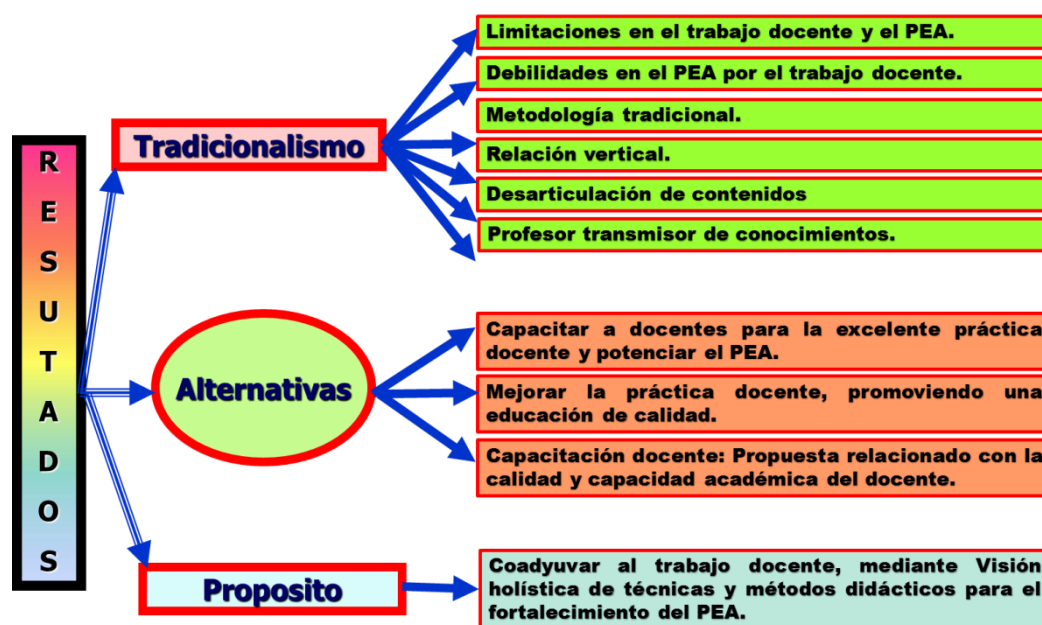 RESUTADOS
Tradicionalismo
Limitaciones en el trabajo docente y el PEA.
Debilidades en el PEA por el trabajo docente.
Metodología tradicional.
Relación vertical.
Desarticulación de contenidos
Profesor transmisor de conocimientos.
Alternativas
Capacitar a docentes para la excelente práctica
docente y potenciar el PEA.
Mejorar la práctica docente, promoviendo una
educación de calidad.
Capacitación docente: Propuesta relacionado con la
calidad y capacidad académica del docente.
Proposito
Coadyuvar al trabajo docente, mediante Visión
holística de técnicas y métodos didácticos para el
fortalecimiento del PEA.